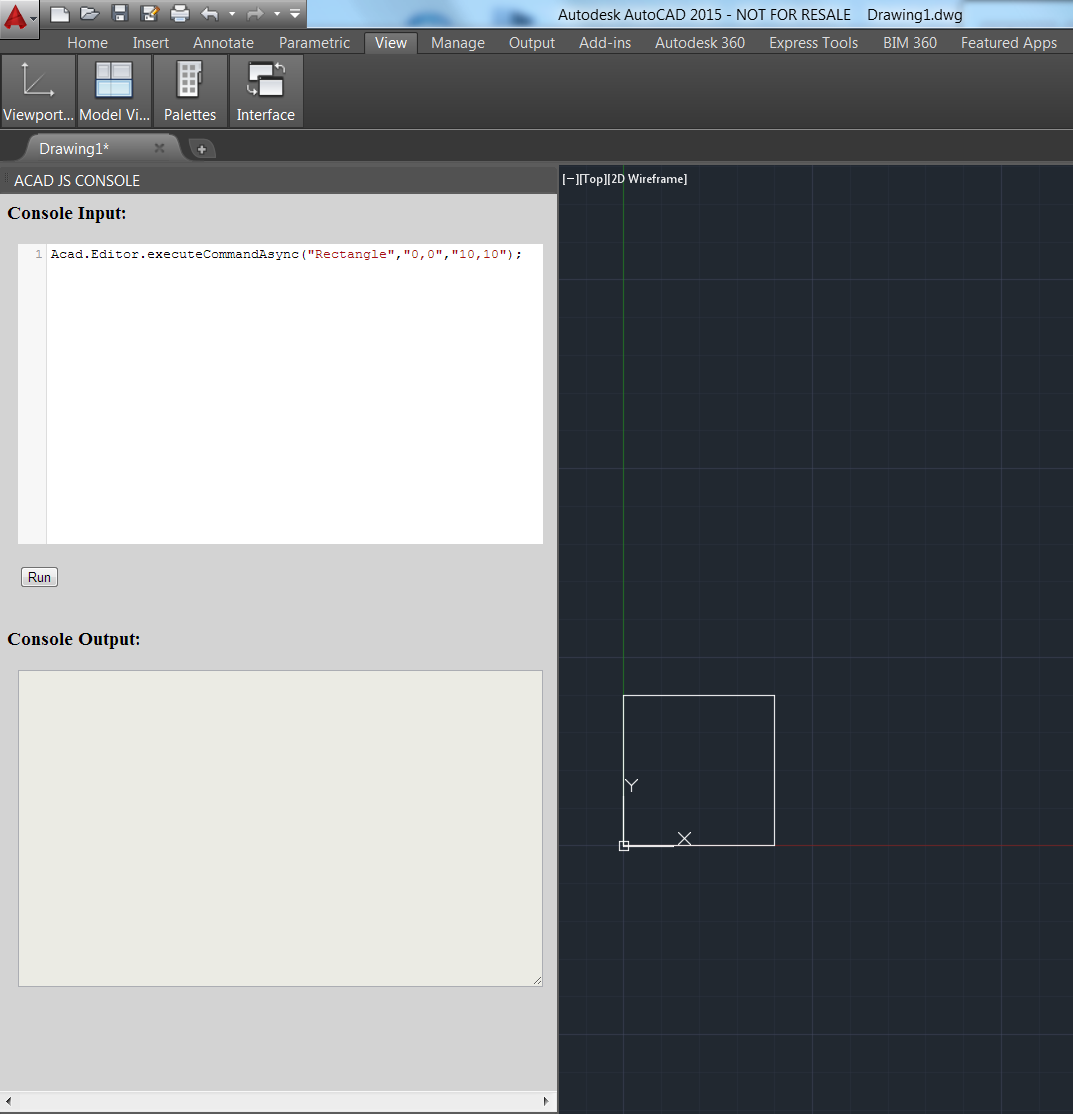 Autodesk AutoCAD 2015 - NOT FOR RESALE Drawing1.dwg
Home Insert Annotate Parametric View Manage Output Add-ins Autodesk 360 Express Tools BIM 360 Featured Apps
Viewport... Model Vi... Palettes Interface
Drawing1*
ACAD JS CONSOLE
Console Input:
1 Acad.Editor.executeCommandAsync("Rectangle","0,0","10,10");
Run
Console Output:
[−][Top][2D Wireframe]
Y
X